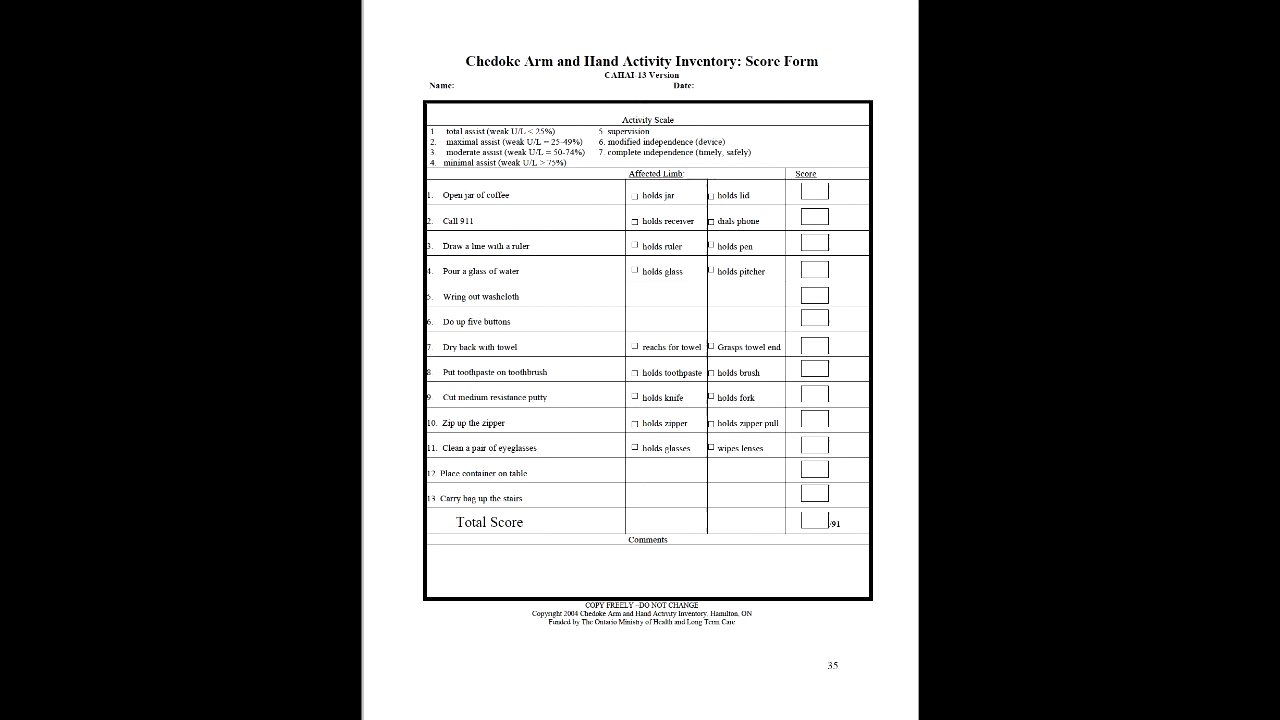 Chedoke Arm and Hand Activity Inventory: Score Form
CAHAI-13 Version
Name: Date:
Activity Scale
1. total assist (weak U/L < 25%) 5. supervision
2. maximal assist (weak U/L = 25-49%) 6. modified independence (device)
3. moderate assist (weak U/L = 50-74%) 7. complete independence (timely, safely)
4. minimal assist (weak U/L > 75%)
Affected Limb: Score
1. Open jar of coffee holds jar holds lid
2. Call 911 holds receiver dials phone
3. Draw a line with a ruler holds ruler holds pen
4. Pour a glass of water holds glass holds pitcher
5. Wring out washcloth
6. Do up five buttons
7. Dry back with towel reachs for towel Grasps towel end
8 Put toothpaste on toothbrush holds toothpaste holds brush
9 Cut medium resistance putty holds knife holds fork
10. Zip up the zipper holds zipper holds zipper pull
11. Clean a pair of eyeglasses holds glasses wipes lenses
12 Place container on table
13 Carry bag up the stairs
Total Score /91
Comments
COPY FREELY –DO NOT CHANGE
Copyright 2004 Chedoke Arm and Hand Activity Inventory, Hamilton, ON
Funded by The Ontario Ministry of Health and Long Term Care
35